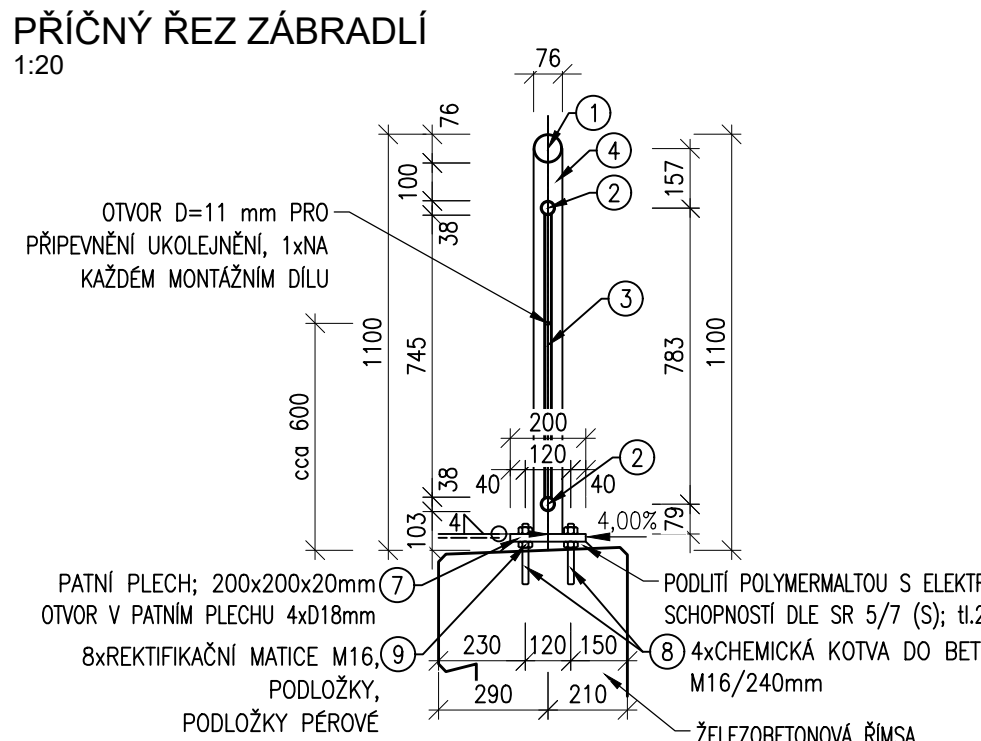 PŘÍČNÝ ŘEZ ZÁBRADLÍ
1:20
76
76
1
4
100
157
2
OTVOR D=11 mm PRO
PŘIPEVNĚNÍ UKOLEJNĚNÍ, 1xNA
KAŽDÉM MONTÁŽNÍM DÍLU
38
3
1100
745
783
1100
cca 600
200
120
2
40
40
38
103
4
4,00%
79
PATNÍ PLECH; 200x200x20mm
7
OTVOR V PATNÍM PLECHU 4xD18mm
PODLITÍ POLYMERMALTOU S ELEKTR
SCHOPNOSTÍ DLE SR 5/7 (S); tl.2
8xREKTIFIKAČNÍ MATICE M16,
9
PODLOŽKY,
PODLOŽKY PÉROVÉ
230
120
150
8
4xCHEMICKÁ KOTVA DO BET
M16/240mm
290
210
ŽELEZOBETONOVÁ ŘÍMSA